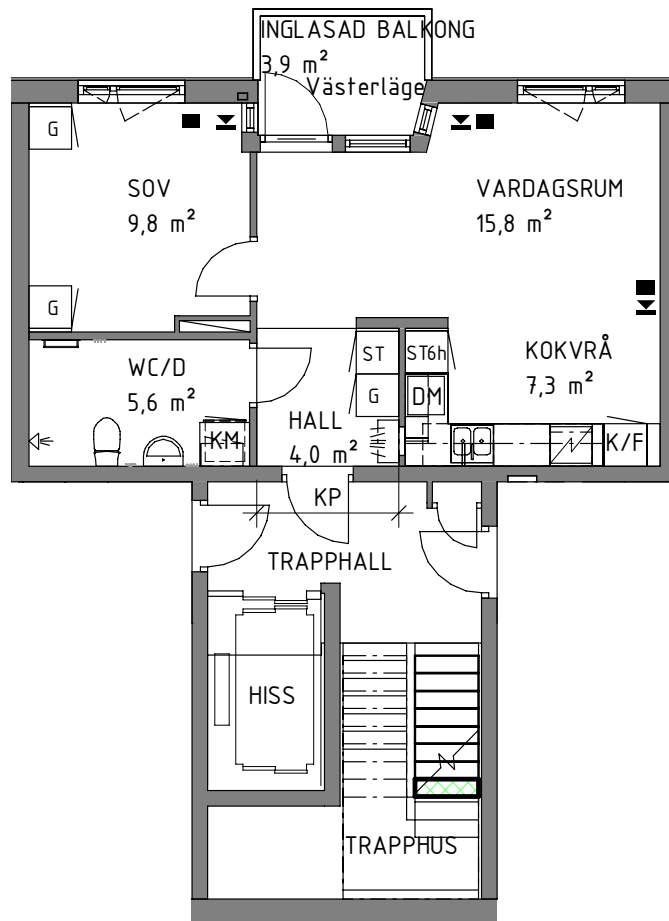 INGLASAD BALKONG
3,9 m²
Västerläge
G
SOV
9,8 m²
VARDAGSRUM
15,8 m²
G
WC/D
5,6 m²
ST
ST6h
KOKVRÅ
7,3 m²
G
DM
HALL
4,0 m²
KM
K/F
KP
TRAPPHALL
HISS
TRAPPHUS